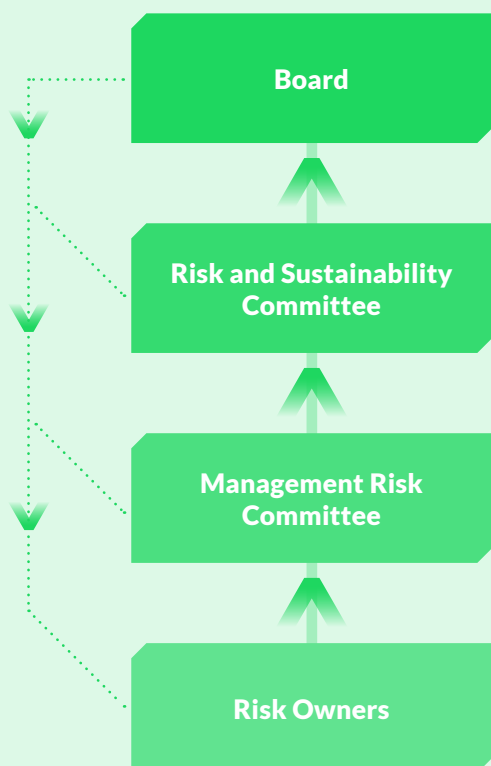 Board
Risk and Sustainability
Committee
Management Risk
Committee
Risk Owners